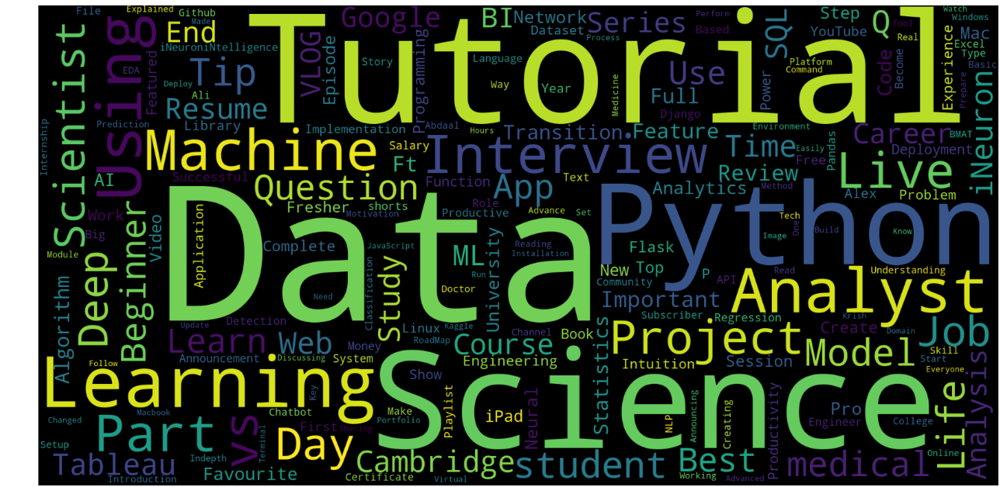 Tutorial
Data
Python
Science
Learning
Machine
Interview
Analyst
Project
Using
Scientist
Deep
Beginner
Part
Day
vs
Life
Live
Job
Model
student
Cambridge
medical
Tableau
Best
Course
Question
Tip
End
Google
BI
Series
SQL
Q
Use
Time
Career
Learn
Web
Study
App
ML
Resume
VLOG
Episode
Programming
Network
Dataset
Step
YouTube
Mac
Code
Experience
Full
Feature
Transition
Review
Analytics
iNeuron
Analysis
Explained
File
Github
Made
iNeuroniNtelligence
Featured
EDA
Deploy
Ali
Library
Prediction
Internship
AI
Successful
Work
Big
Video
Module
Algorithm
Application
Fresher
shorts
Complete
Motivation
JavaScript
Implementation
Salary
Ft
Abdaal
Hours
Function
Productive
Role
Text
Advance
Set
Reading
Installation
University
Run
Doctor
Need
Classification
Language
Story
Way
Year
Process
Based
Perform
Medicine
Power
Platform
Command
Django
Tool
Real
Watch
Windows
Excel
Type
Become
Basic
Prepare
Environment
Easily
Free
Pandas
Deployment
BMAT
Alex
Problem
Method
Tech
One
Image
Build
Know
Flask
Top
New
P
Community
API
Read
Understanding
Important
Subscriber
Regression
Krish
Create
Domain
Skill
Start
Everyone
Intuition
Session
Statistics
Book
Channel
Kaggle
Linux
RoadMap
Money
Detection
Update
Announcement
Discussing
System
Follow
Engineering
Show
Playlist
iPad
Neural
Make
Portfolio
Key
Chatbot
First
Sharing
Macbook
Changed
Setup
Indepth
Terminal
Introduction
Favourite
Certificate
Virtual
NLP
Announcing
Creating
Working
Advanced
Productivity
Pro
Engineer
College
Online